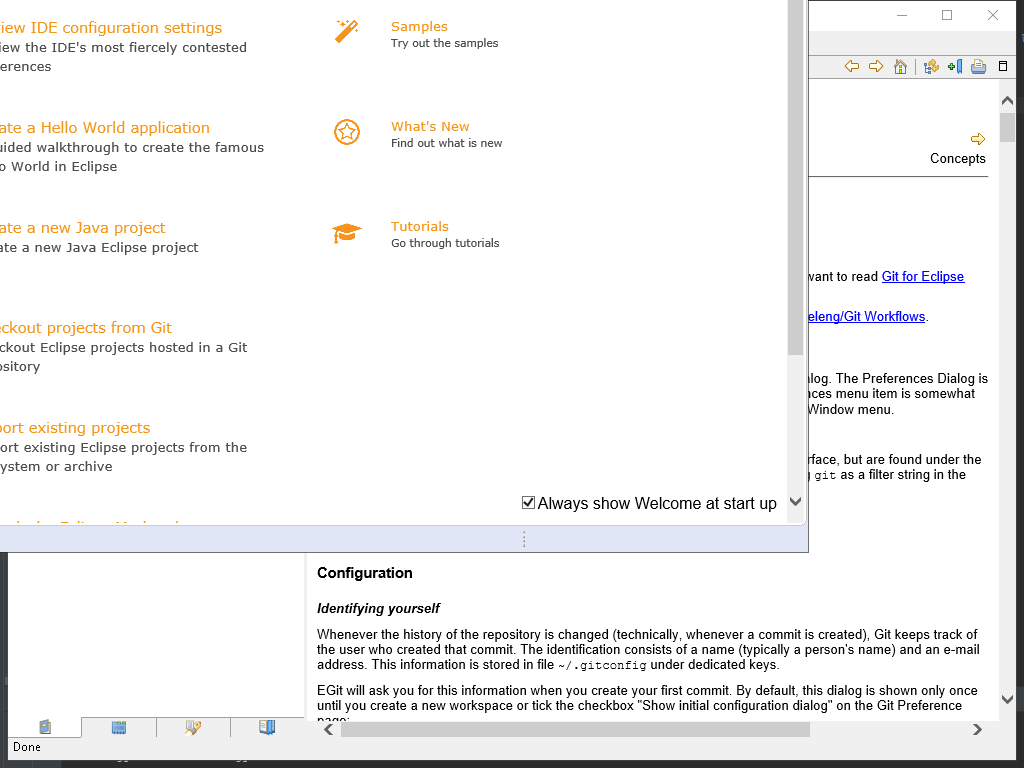 iew IDE configuration settings
iew the IDE's most fiercely contested
erences
ate a Hello World application
uided walkthrough to create the famous
o World in Eclipse
ate a new Java project
ate a new Java Eclipse project
eckout projects from Git
ckout Eclipse projects hosted in a Git
ository
port existing projects
ort existing Eclipse projects from the
ystem or archive
Samples
Try out the samples
What's New
Find out what is new
Tutorials
Go through tutorials
Always show Welcome at start up
Concepts
want to read Git for Eclipse
eleng/Git Workflows.
alog. The Preferences Dialog is
nces menu item is somewhat
Window menu.
rface, but are found under the
git as a filter string in the
Configuration
Identifying yourself
Whenever the history of the repository is changed (technically, whenever a commit is created), Git keeps track of
the user who created that commit. The identification consists of a name (typically a person's name) and an e-mail
address. This information is stored in file ~/.gitconfig under dedicated keys.
EGit will ask you for this information when you create your first commit. By default, this dialog is shown only once
until you create a new workspace or tick the checkbox "Show initial configuration dialog" on the Git Preference
page:
Done